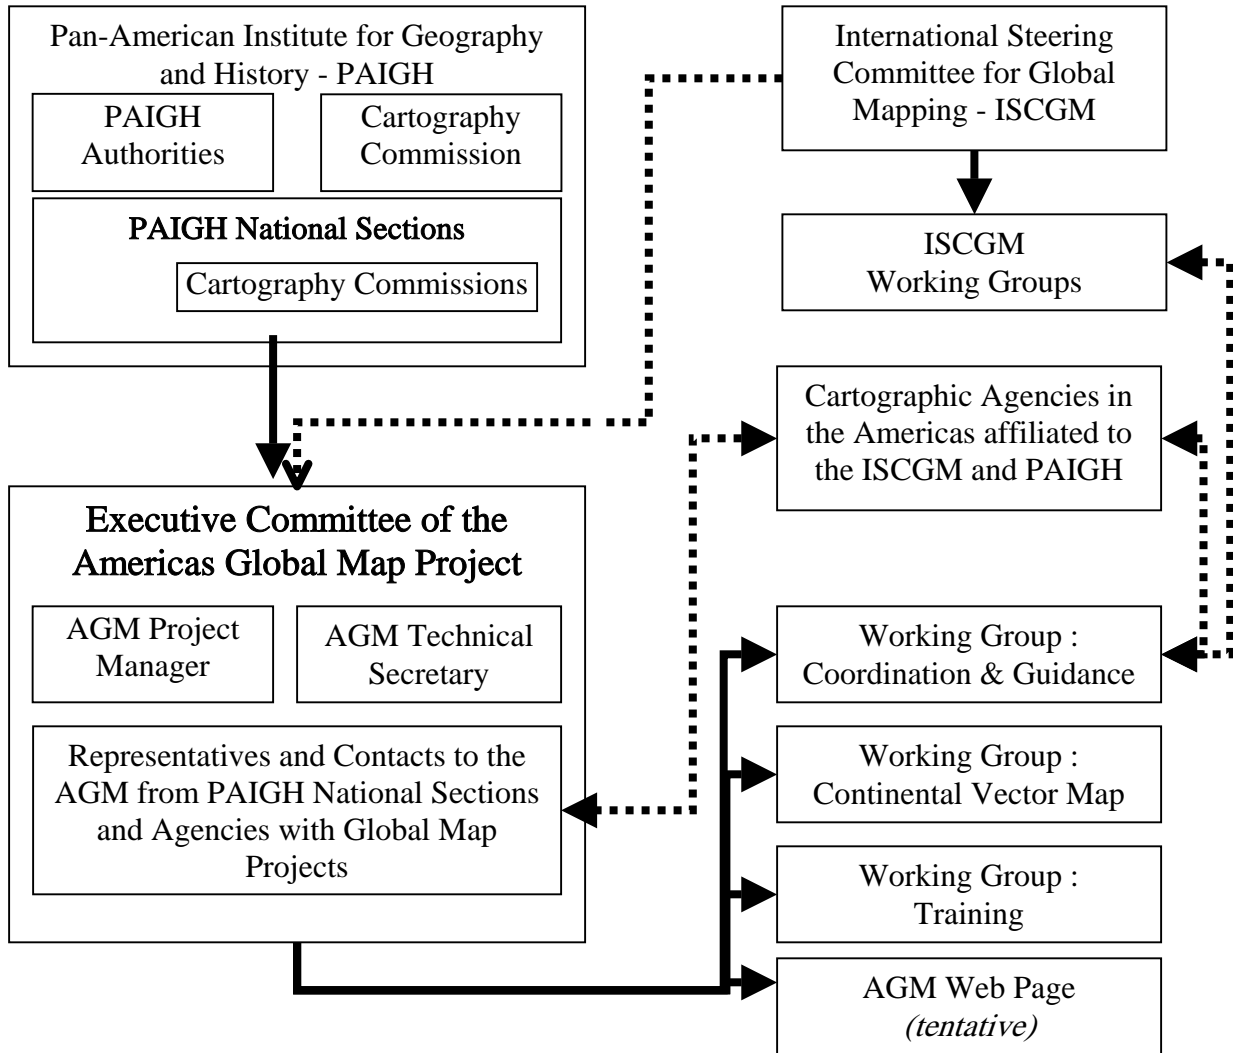 Pan-American Institute for Geography
and History - PAIGH
PAIGH
Authorities
Cartography
Commission
PAIGH National Sections
Cartography Commissions
International Steering
Committee for Global
Mapping - ISCGM
ISCGM
Working Groups
Cartographic Agencies in
the Americas affiliated to
the ISCGM and PAIGH
Executive Committee of the
Americas Global Map Project
AGM Project
Manager
AGM Technical
Secretary
Representatives and Contacts to the
AGM from PAIGH National Sections
and Agencies with Global Map
Projects
Working Group :
Coordination & Guidance
Working Group :
Continental Vector Map
Working Group :
Training
AGM Web Page
(tentative)